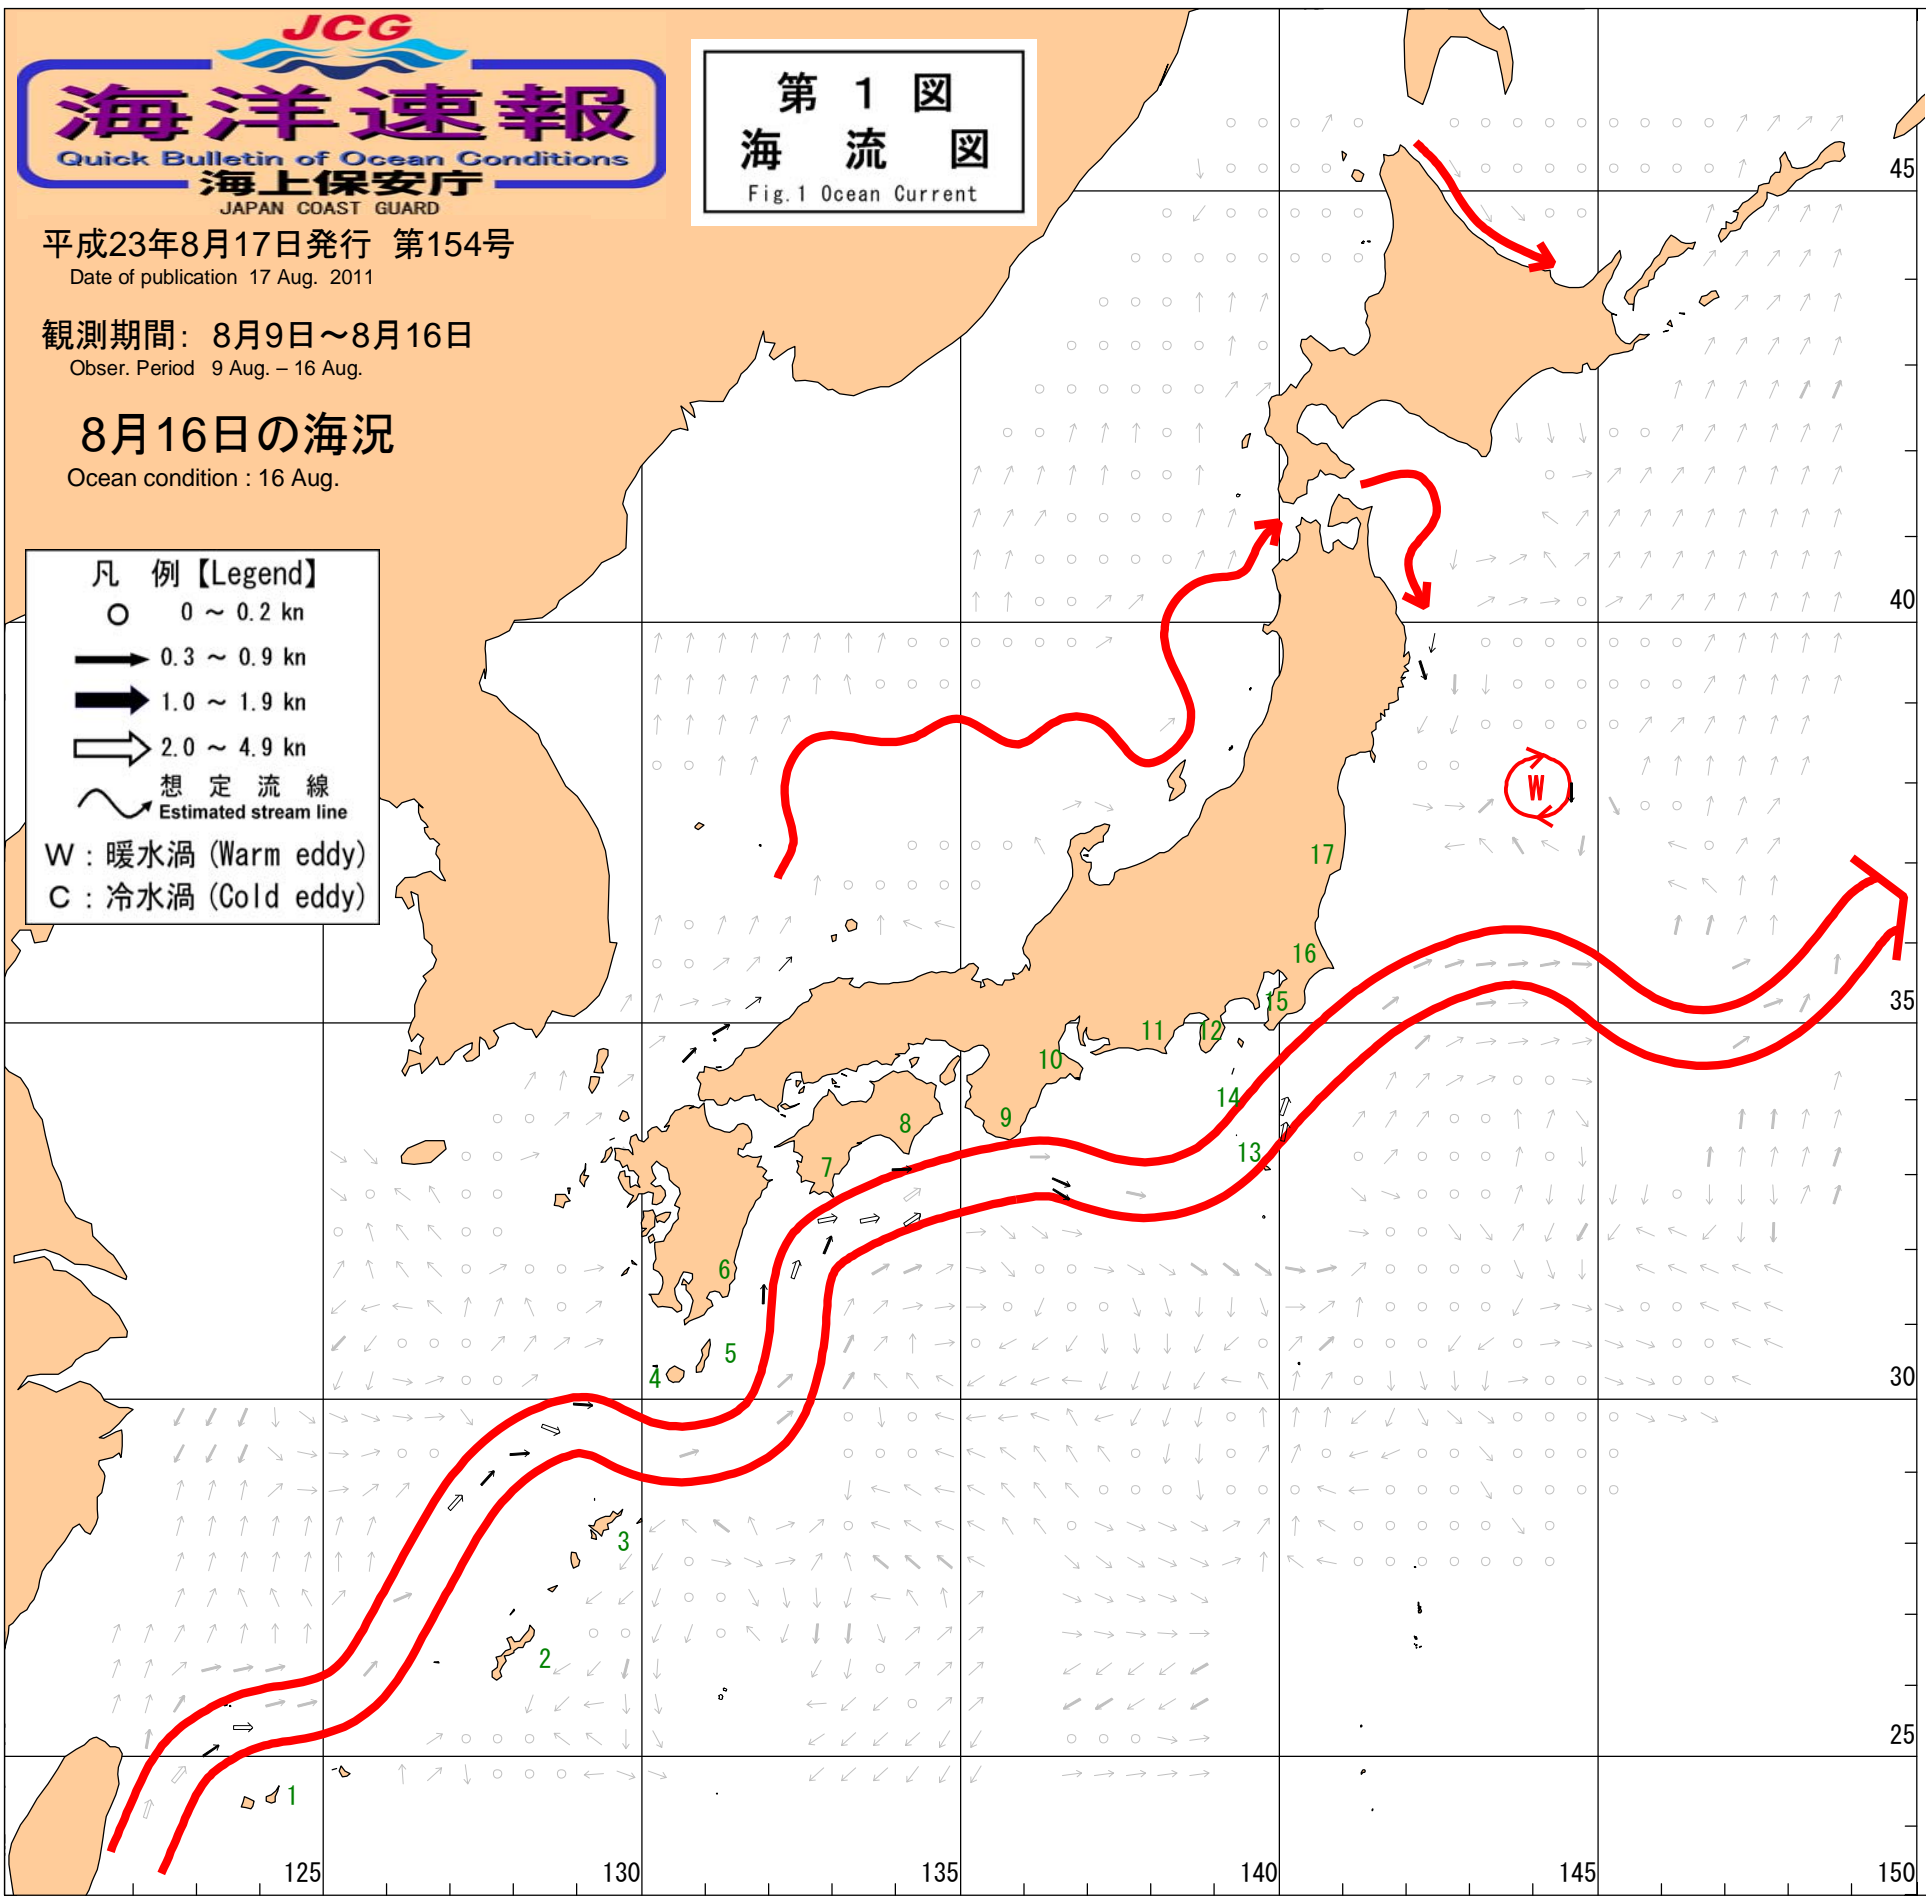 JCG
海洋速報
Quick Bulletin of Ocean Conditions
海上保安庁
JAPAN COAST GUARD
第 1 図
海 流 図
Fig.1 Ocean Current
平成23年8月17日発行 第154号
Date of publication 17 Aug. 2011
観測期間: 8月9日～8月16日
Obser. Period 9 Aug. – 16 Aug.
8月16日の海況
Ocean condition : 16 Aug.
凡 例【Legend】
0 ～ 0.2 kn
0.3 ～ 0.9 kn
1.0 ～ 1.9 kn
2.0 ～ 4.9 kn
想 定 流 線
Estimated stream line
W : 暖水渦 (Warm eddy)
C : 冷水渦 (Cold eddy)
45
40
W
17
16
35
15
11
12
10
14
8
9
13
7
6
5
4
30
3
2
25
1
125
130
135
140
145
150